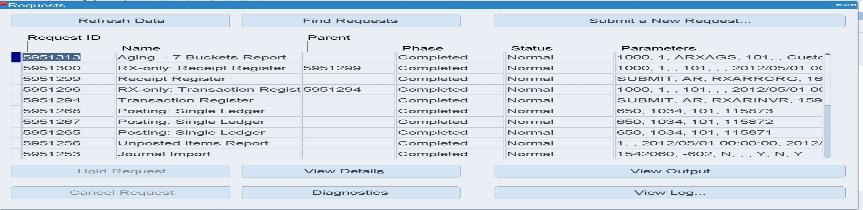 Requests
Refresh Data Find Requests Submit a New Request...
Request ID Parent
Name Phase Status Parameters
5951313 Aging - 7 Buckets Report Completed Normal 1000, 1, ARXAGS, 101, , Custo
5951300 RX-only: Receipt Register 5951299 Completed Normal 1000, 1, , 101, , , 2012/05/01 00
5951299 Receipt Register Completed Normal SUBMIT, AR, RXARRCRG, 16
5951296 RX-only: Transaction Regist 5951294 Completed Normal 1000, 1, , 101, , , 2012/05/01 00
5951294 Transaction Register Completed Normal SUBMIT, AR, RXARINVR, 159
5951268 Posting: Single Ledger Completed Normal 650, 1034, 101, 115873
5951267 Posting: Single Ledger Completed Normal 650, 1034, 101, 115872
5951265 Posting: Single Ledger Completed Normal 650, 1034, 101, 115871
5951256 Unposted Items Report Completed Normal 1, , 2012/05/01 00:00:00, 2012/
5951253 Journal Import Completed Normal 1542060, -602, N, , , Y, N, Y
Hold Request View Details View Output
Cancel Request Diagnostics View Log...